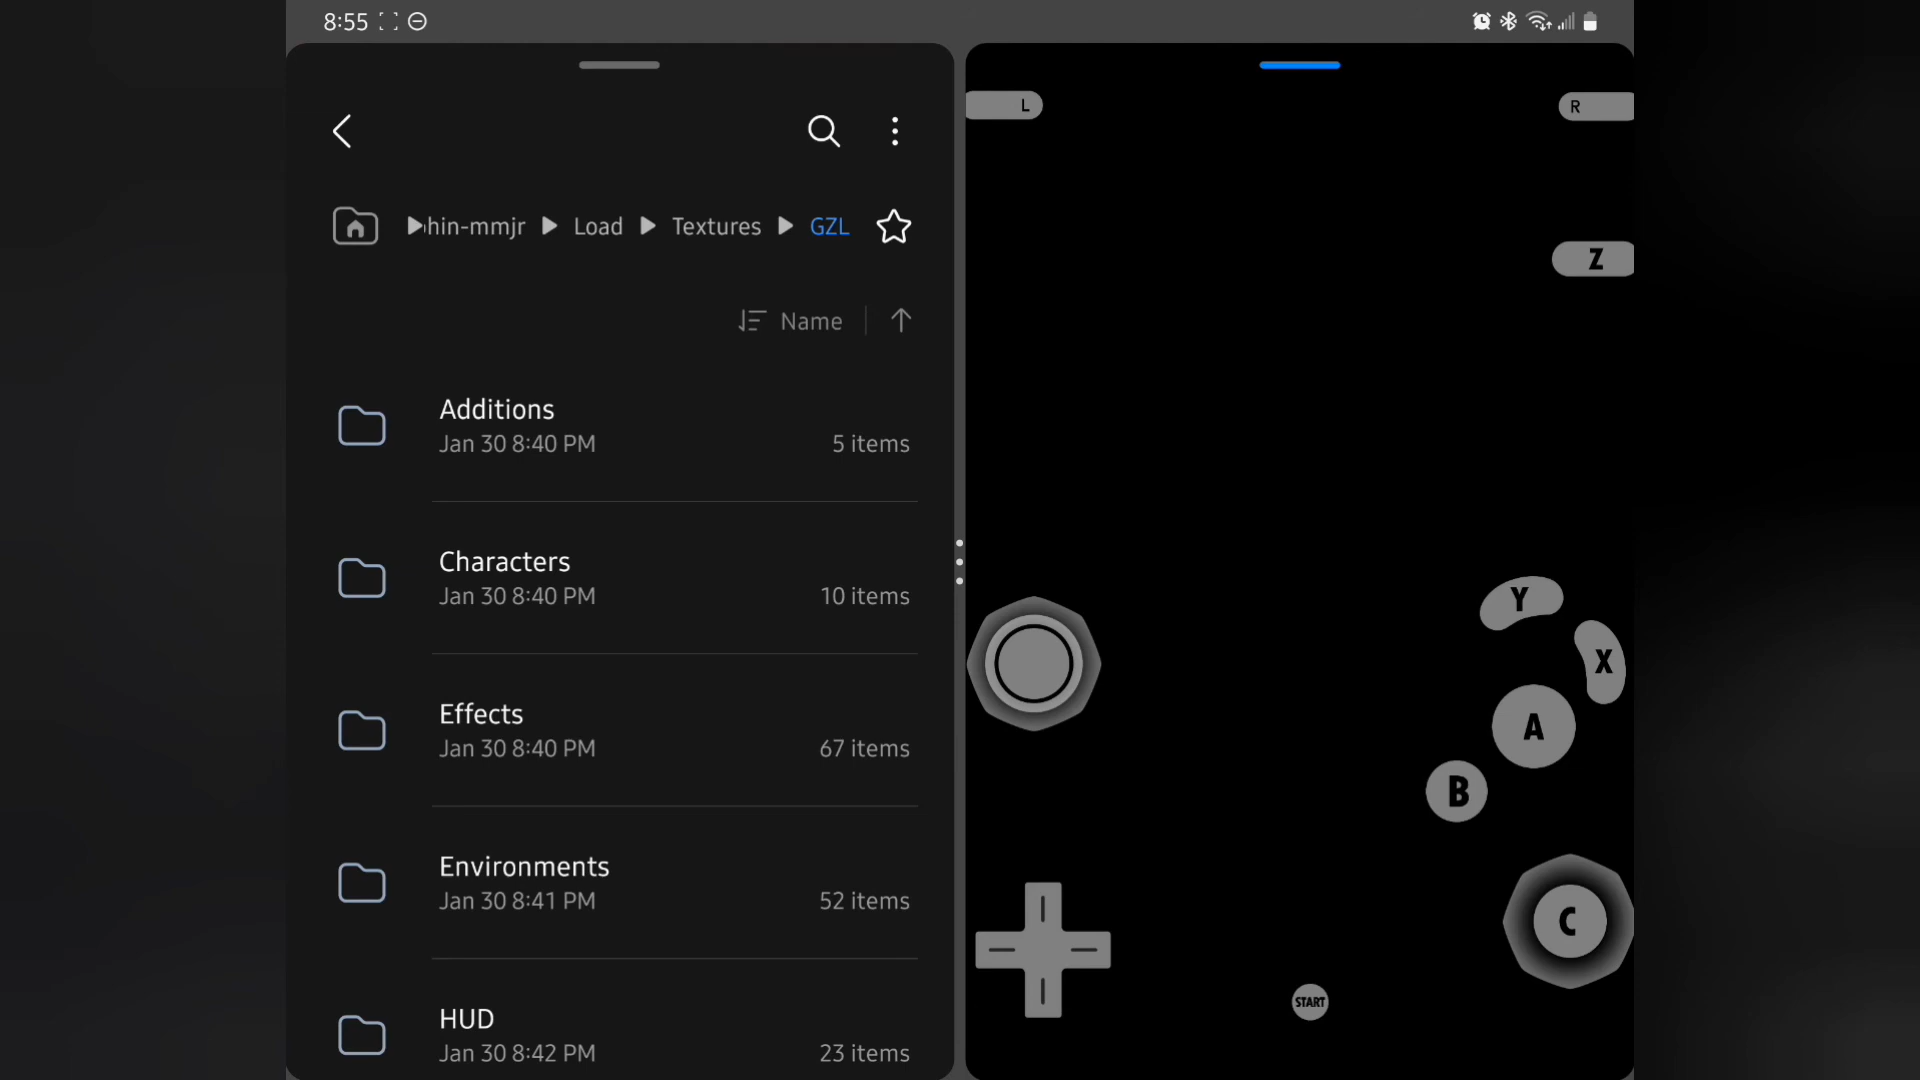 8:55
hin-mmjr Load Textures GZL
Name
Additions
Jan 30 8:40 PM 5 items
Characters
Jan 30 8:40 PM 10 items
Effects
Jan 30 8:40 PM 67 items
Environments
Jan 30 8:41 PM 52 items
HUD
Jan 30 8:42 PM 23 items
L
R
Z
Y
X
A
B
C
START